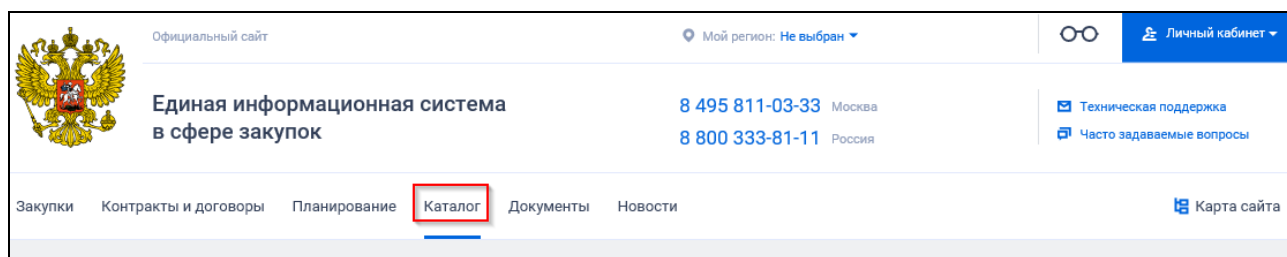 Официальный сайт
Мой регион: Не выбран
Личный кабинет
Единая информационная система
в сфере закупок
8 495 811-03-33 Москва
8 800 333-81-11 Россия
Техническая поддержка
Часто задаваемые вопросы
Закупки Контракты и договоры Планирование Каталог Документы Новости Карта сайта